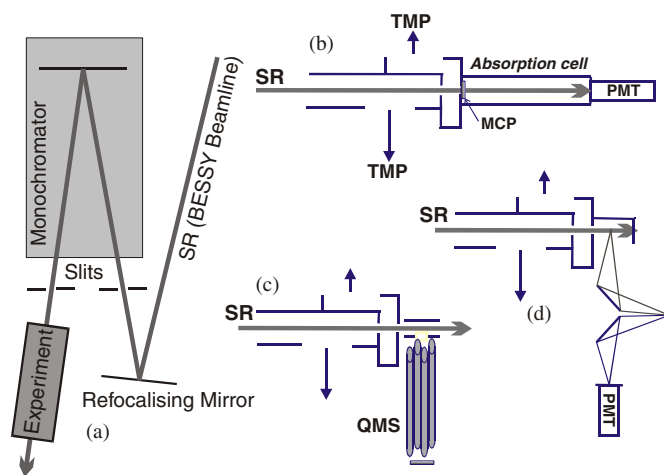 Monochromator
SR (BESSY Beamline)
Slits
Experiment
Refocalising Mirror
(a)
(b)
TMP
SR
Absorption cell
PMT
MCP
TMP
(c)
SR
QMS
SR
(d)
PMT